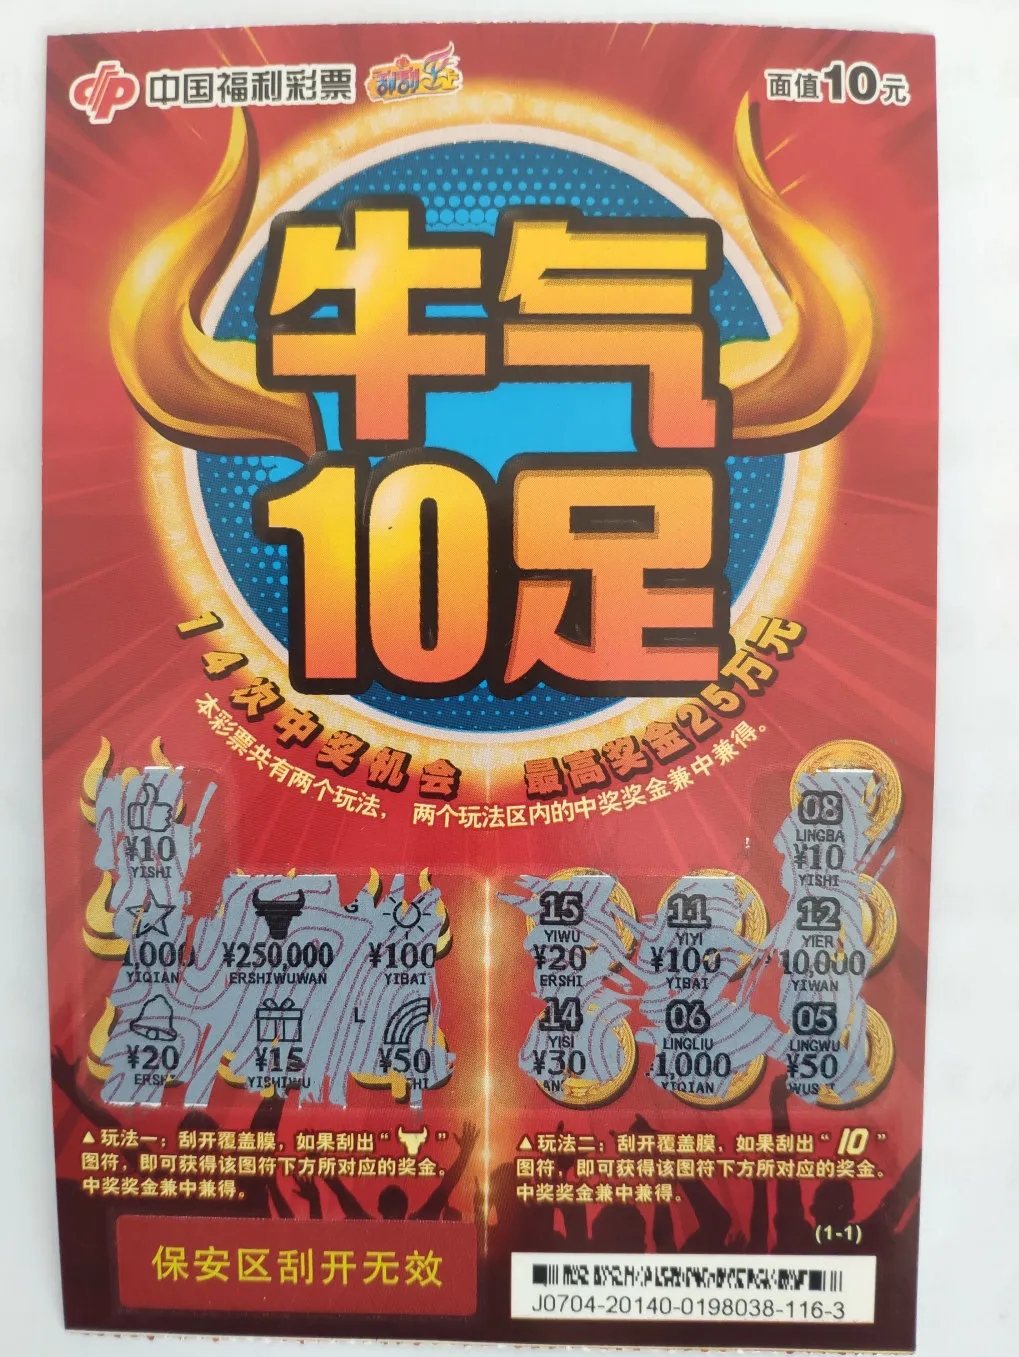 中国福利彩票 刮刮乐
面值10元
牛气
10足
14次中奖机会 最高奖金25万元
本彩票共有两个玩法，两个玩法区内的中奖奖金兼中兼得。
¥10
YISHI
1,000
YIQIAN
¥250,000
ERSHIWUWAN
¥100
YIBAI
¥20
ERSH
¥15
YISHIWU
¥50
HI
08
LINGBA
¥10
YISHI
15
YIWU
¥20
ERSHI
11
YIYI
¥100
YIBAI
12
YIER
10,000
YIWAN
14
YISI
¥30
06
LINGLIU
1,000
YIQIAN
05
LINGWU
¥50
WUS
▲玩法一：刮开覆盖膜，如果刮出“ ”
图符，即可获得该图符下方所对应的奖金。
中奖奖金兼中兼得。
▲玩法二：刮开覆盖膜，如果刮出“10”
图符，即可获得该图符下方所对应的奖金。
中奖奖金兼中兼得。
(1-1)
保安区刮开无效
J0704-20140-0198038-116-3